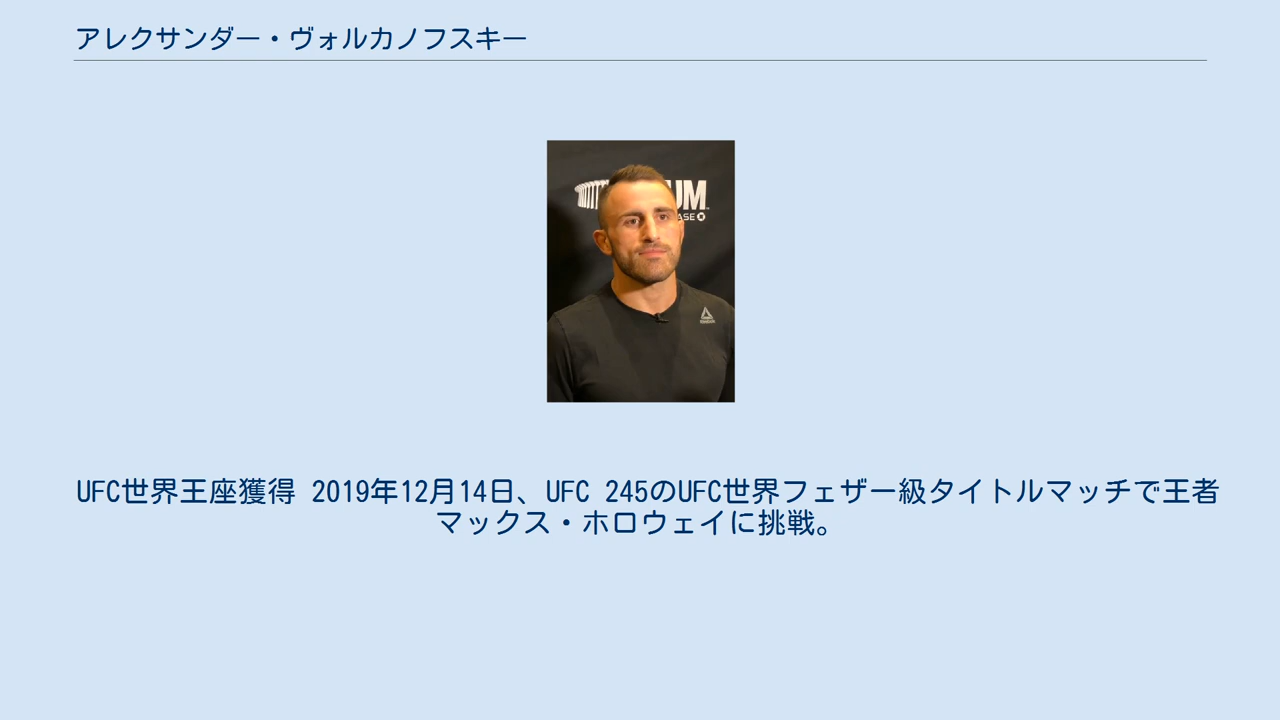 アレクサンダー・ヴォルカノフスキー
UM
ASE
UFC世界王座獲得 2019年12月14日、UFC 245のUFC世界フェザー級タイトルマッチで王者
マックス・ホロウェイに挑戦。